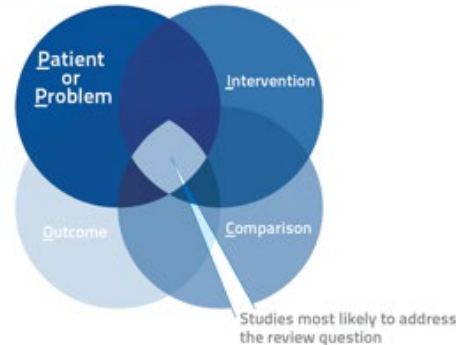 Patient
or
Problem
Intervention
Outcome
Comparison
Studies most likely to address
the review question